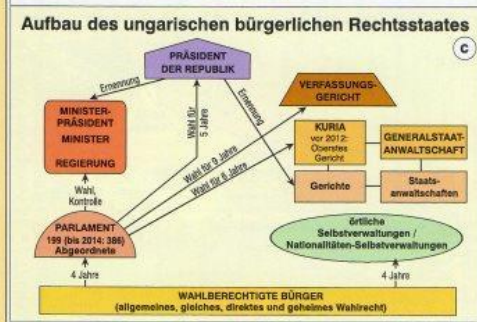 Aufbau des ungarischen bürgerlichen Rechtsstaates
C
PRÄSIDENT
DER REPUBLIK
Ernennung
VERFASSUNGS-
GERICHT
MINISTER-
PRÄSIDENT
MINISTER
REGIERUNG
Wahl für
5 Jahre
Ernennung
KURIA
vor 2012:
Oberstes
Gericht
GENERALSTAAT-
ANWALTSCHAFT
Wahl für 9 Jahre
Wahl für 6 Jahre
Gerichte
Staats-
anwaltschaften
Wahl,
Kontrolle
PARLAMENT
199 (bis 2014: 386)
Abgeordnete
örtliche
Selbstverwaltungen /
Nationalitäten-Selbstverwaltungen
4 Jahre
4 Jahre
WAHLBERECHTIGTE BÜRGER
(allgemeines, gleiches, direktes und geheimes Wahlrecht)